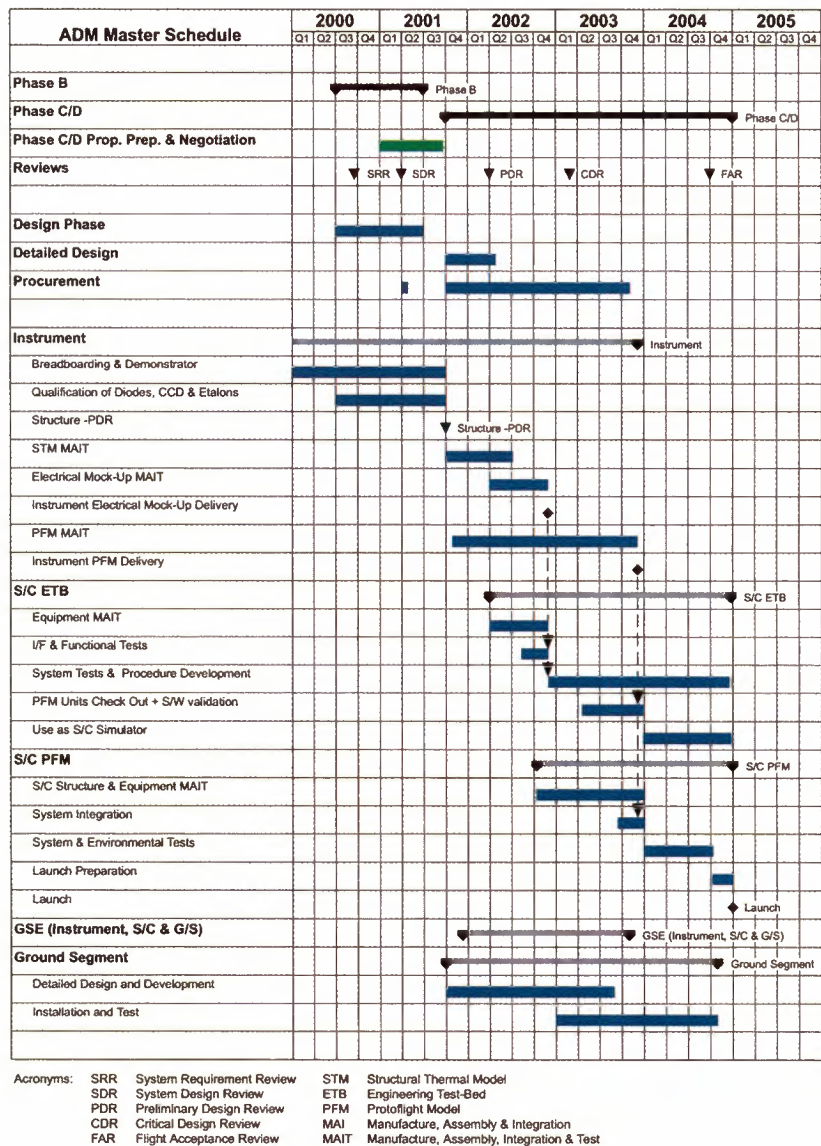 ADM Master Schedule
2000 2001 2002 2003 2004 2005
Q1 Q2 Q3 Q4 Q1 Q2 Q3 Q4 Q1 Q2 Q3 Q4 Q1 Q2 Q3 Q4 Q1 Q2 Q3 Q4 Q1 Q2 Q3 Q4
Phase B Phase B
Phase C/D Phase C/D
Phase C/D Prop. Prep. & Negotiation
Reviews SRR SDR PDR CDR FAR
Design Phase
Detailed Design
Procurement
Instrument Instrument
Breadboarding & Demonstrator
Qualification of Diodes, CCD & Etalons
Structure -PDR Structure -PDR
STM MAIT
Electrical Mock-Up MAIT
Instrument Electrical Mock-Up Delivery
PFM MAIT
Instrument PFM Delivery
S/C ETB S/C ETB
Equipment MAIT
I/F & Functional Tests
System Tests & Procedure Development
PFM Units Check Out + S/W validation
Use as S/C Simulator
S/C PFM S/C PFM
S/C Structure & Equipment MAIT
System Integration
System & Environmental Tests
Launch Preparation
Launch Launch
GSE (Instrument, S/C & G/S) GSE (Instrument, S/C & G/S)
Ground Segment Ground Segment
Detailed Design and Development
Installation and Test
Acronyms: SRR System Requirement Review STM Structural Thermal Model
SDR System Design Review ETB Engineering Test-Bed
PDR Preliminary Design Review PFM Protoflight Model
CDR Critical Design Review MAI Manufacture, Assembly & Integration
FAR Flight Acceptance Review MAIT Manufacture, Assembly, Integration & Test